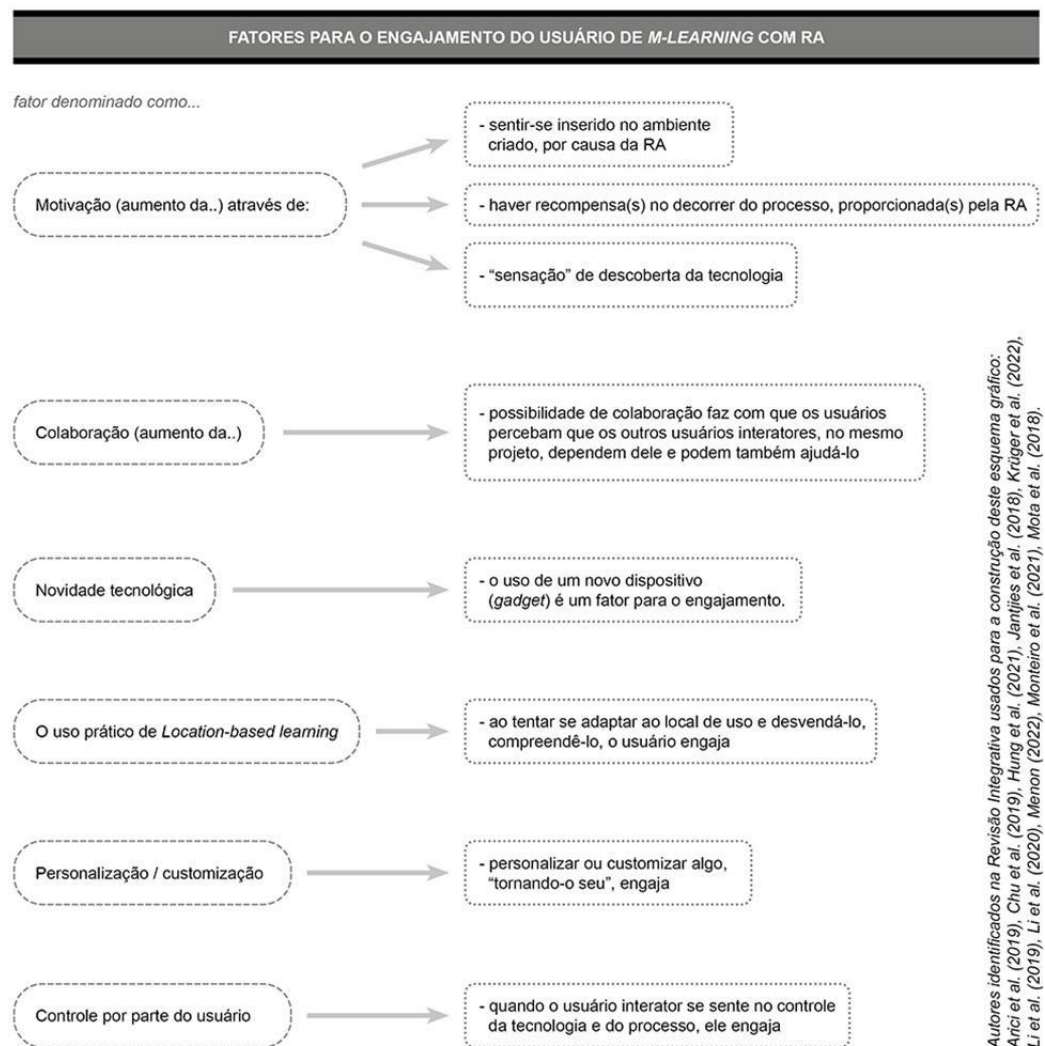 FATORES PARA O ENGAJAMENTO DO USUÁRIO DE M-LEARNING COM RA
fator denominado como...
Motivação (aumento da..) através de:
- sentir-se inserido no ambiente
criado, por causa da RA
- haver recompensa(s) no decorrer do processo, proporcionada(s) pela RA
- “sensação” de descoberta da tecnologia
Colaboração (aumento da..)
- possibilidade de colaboração faz com que os usuários
percebam que os outros usuários interatores, no mesmo
projeto, dependem dele e podem também ajudá-lo
Novidade tecnológica
- o uso de um novo dispositivo
(gadget) é um fator para o engajamento.
O uso prático de Location-based learning
- ao tentar se adaptar ao local de uso e desvendá-lo,
compreendê-lo, o usuário engaja
Personalização / customização
- personalizar ou customizar algo,
“tornando-o seu”, engaja
Controle por parte do usuário
- quando o usuário interator se sente no controle
da tecnologia e do processo, ele engaja
Autores identificados na Revisão Integrativa usados para a construção deste esquema gráfico:
Arici et al. (2019), Chu et al. (2019), Hung et al. (2021), Jantjies et al. (2018), Krüger et al. (2022),
Li et al. (2019), Li et al. (2020), Menon (2022), Monteiro et al. (2021), Mota et al. (2018).